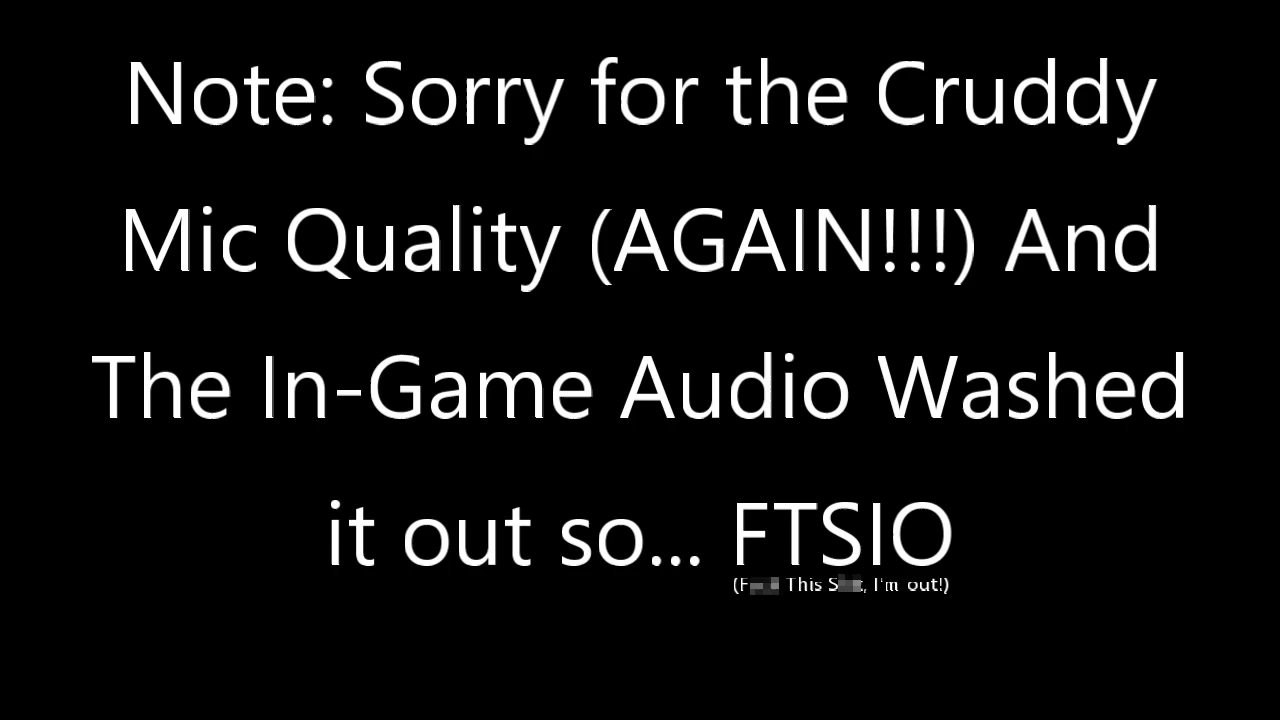 Note: Sorry for the Cruddy
Mic Quality (AGAIN!!!) And
The In-Game Audio Washed
it out so... FTSIO
(F This S t, I'm out!)